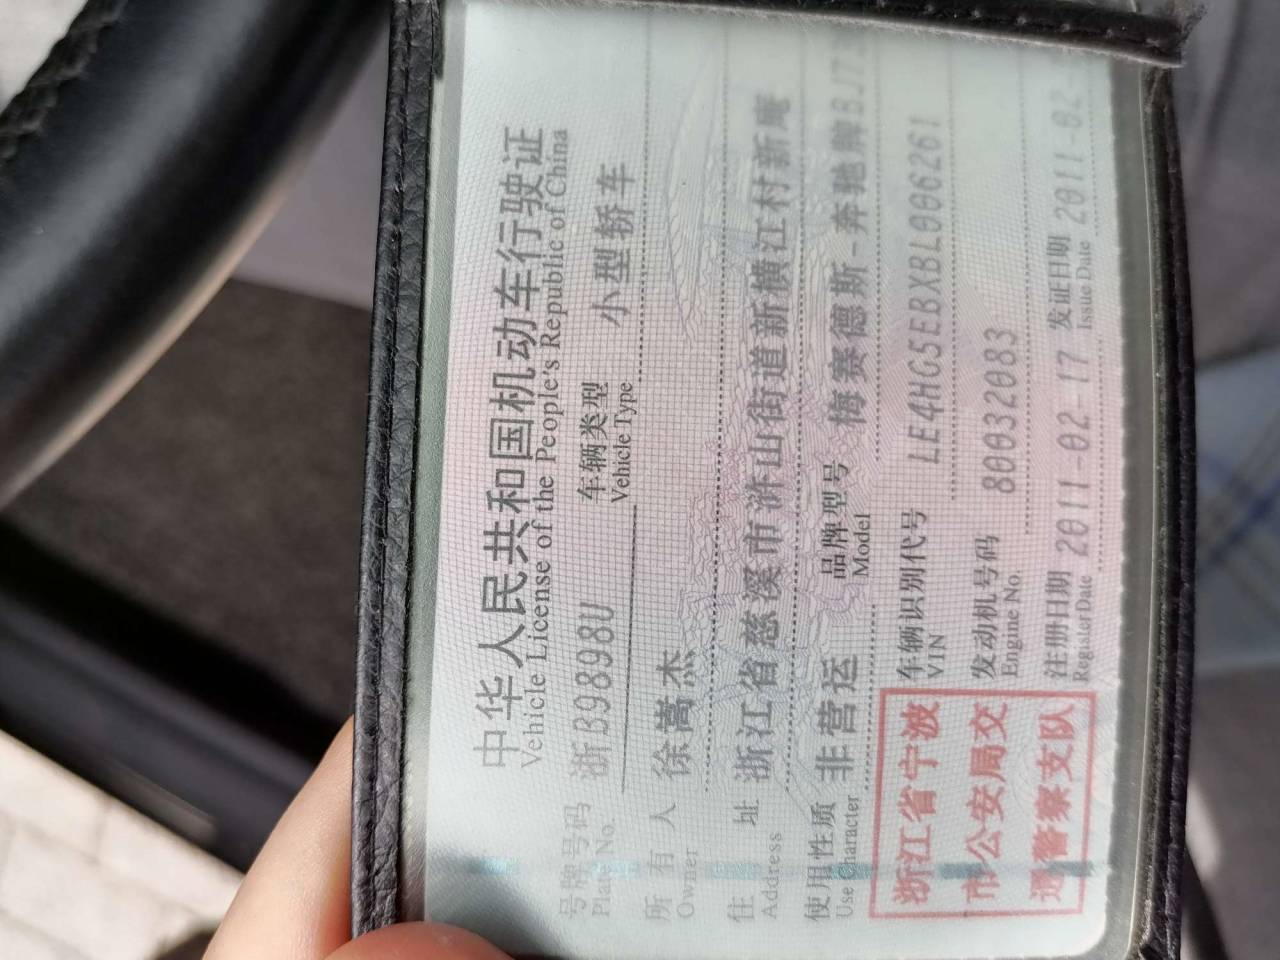 中华人民共和国机动车行驶证
Vehicle License of the People's Republic of China
号牌号码 浙B9898U 车辆类型 小型轿车
Plate No. Vehicle Type
所有人 徐嵩杰
Owner
住址 浙江省慈溪市浒山街道新横江村新庵
Address
使用性质 非营运 品牌型号 梅赛德斯-奔驰牌BJ7
Use Character Model
车辆识别代号 LE4HG5EBXBL006261
VIN
发动机号码 80032083
Engine No.
注册日期 2011-02-17 发证日期 2011-02-
Register Date Issue Date
浙江省宁波
市公安局交
通警察支队